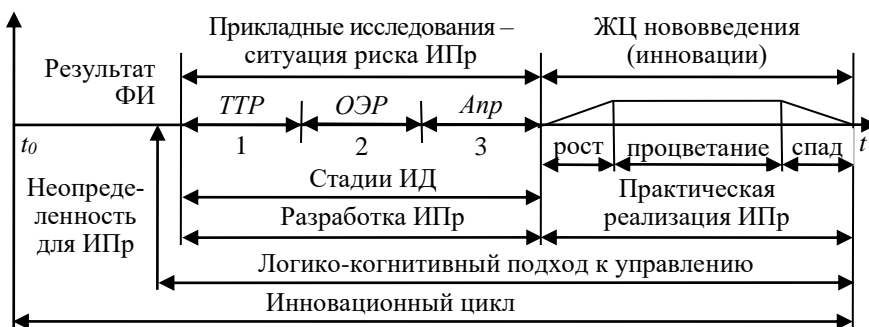 Прикладные исследования –
ситуация риска ИПр
ЖЦ нововведения
(инновации)
Результат
ФИ
ТТР
ОЭР
Апр
t0
1
2
3
рост
процветание
спад
t
Неопреде-
ленность
для ИПр
Стадии ИД
Разработка ИПр
Практическая
реализация ИПр
Логико-когнитивный подход к управлению
Инновационный цикл